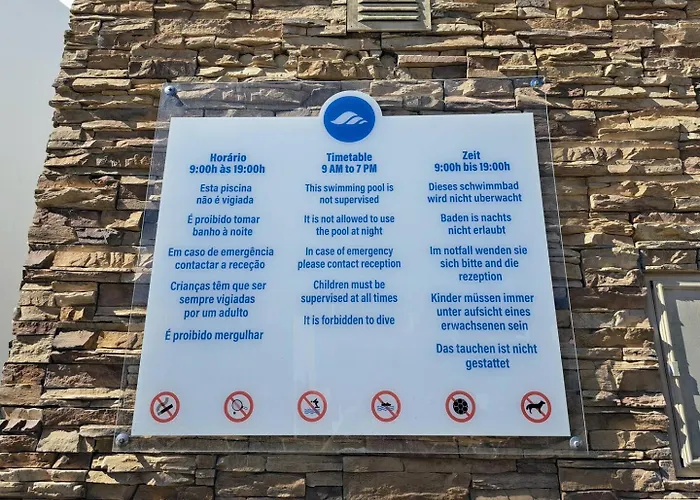 Horário
9:00h às 19:00h
Esta piscina
não é vigiada
É proibido tomar
banho à noite
Em caso de emergência
contactar a receção
Crianças têm que ser
sempre vigiadas
por um adulto
É proibido mergulhar
Timetable
9 AM to 7 PM
This swimming pool is
not supervised
It is not allowed to use
the pool at night
In case of emergency
please contact reception
Children must be
supervised at all times
It is forbidden to dive
Zeit
9:00h bis 19:00h
Dieses schwimmbad
wird nicht uberwacht
Baden is nachts
nicht erlaubt
Im notfall wenden sie
sich bitte and die
rezeption
Kinder müssen immer
unter aufsicht eines
erwachsenen sein
Das tauchen ist nicht
gestattet